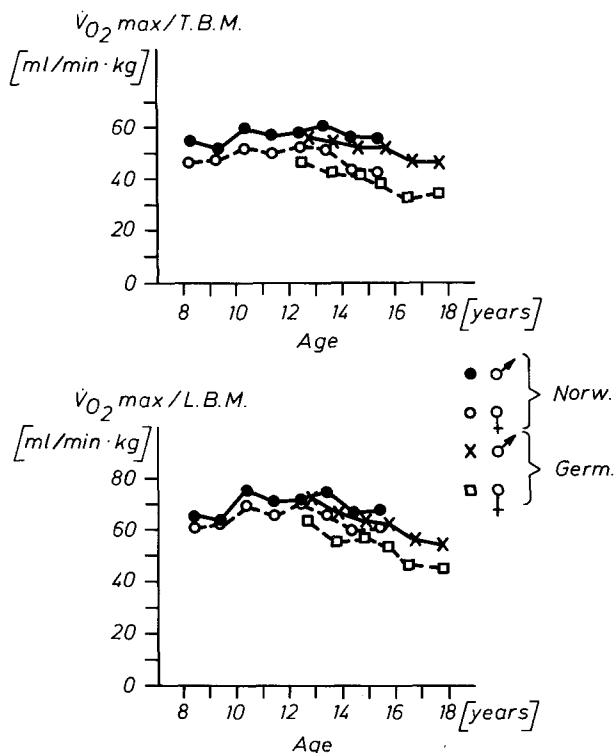 V̇O₂ max/T.B.M.
[ml/min·kg]
60
40
20
0
8 10 12 14 16 18 [years]
Age
V̇O₂ max/L.B.M.
[ml/min·kg]
80
60
40
20
0
8 10 12 14 16 18 [years]
Age
Norw.
Germ.